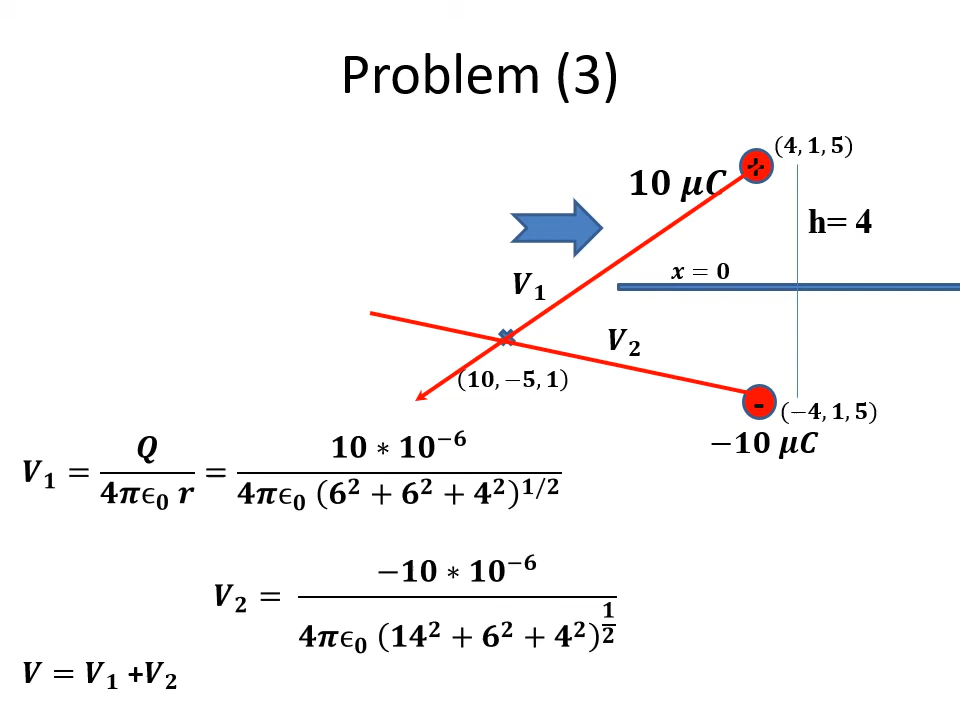 Problem (3)
(4, 1, 5)
10 μC
+
h= 4
x = 0
V₁
V₂
(10, −5, 1)
-
(−4, 1, 5)
−10 μC
V₁ = Q / 4πϵ₀ r = 10 ∗ 10⁻⁶ / 4πϵ₀ (6² + 6² + 4²)^1/2
V₂ = −10 ∗ 10⁻⁶ / 4πϵ₀ (14² + 6² + 4²)^1/2
V = V₁ +V₂